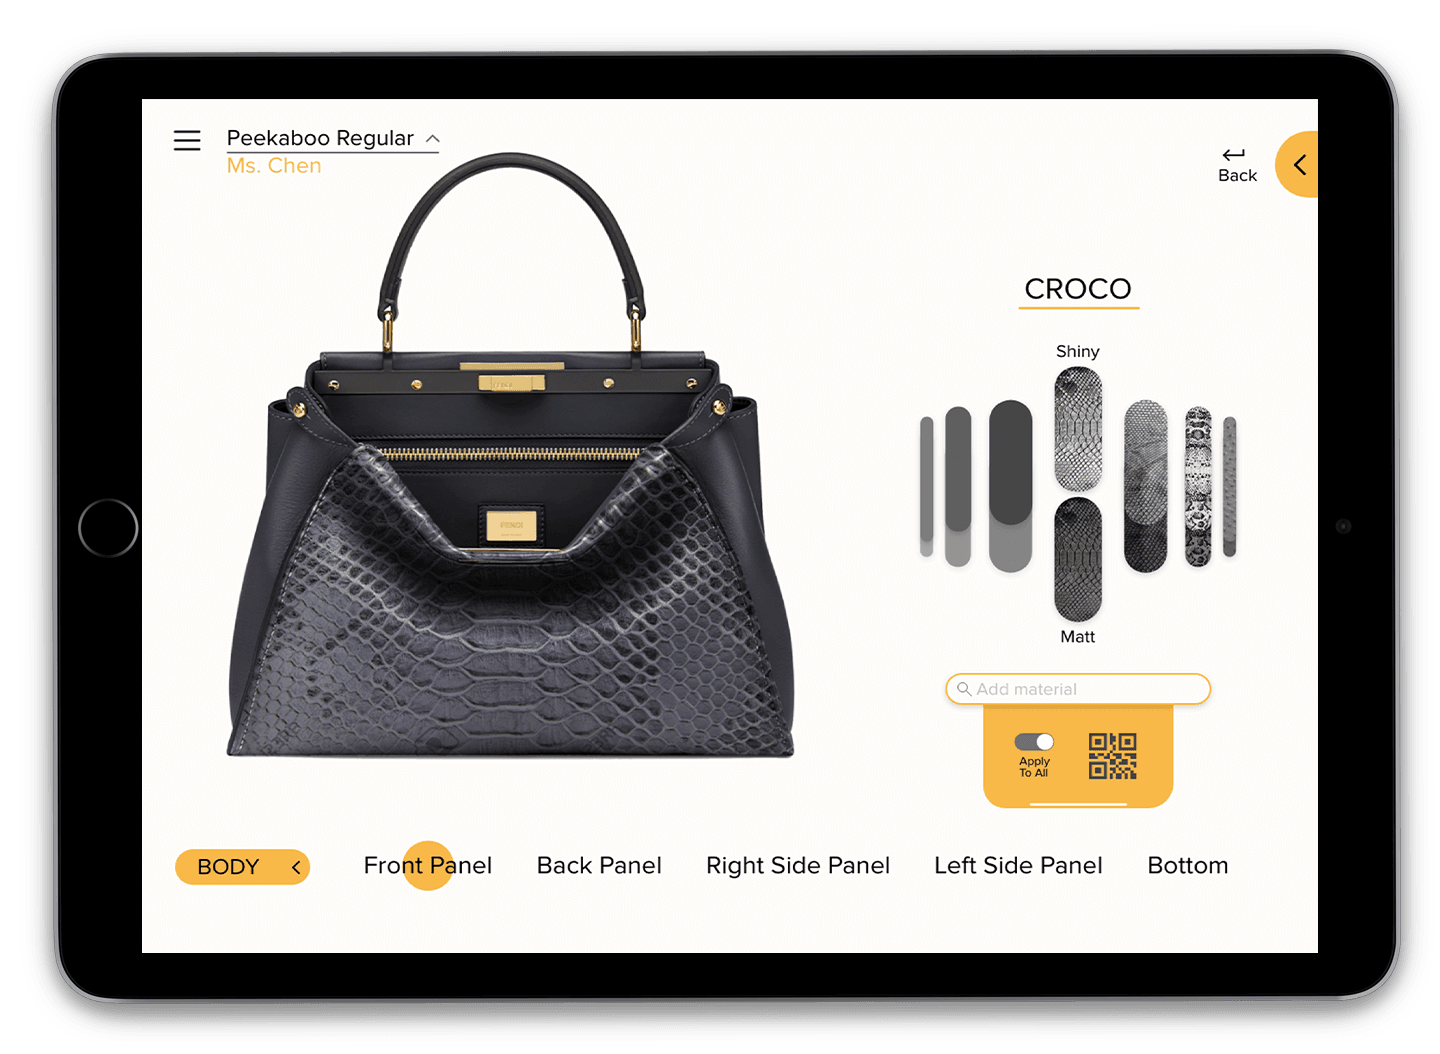 Peekaboo Regular
Ms. Chen
Back
CROCO
Shiny
FENDI
Matt
Add material
Apply
To All
BODY
Front Panel
Back Panel
Right Side Panel
Left Side Panel
Bottom